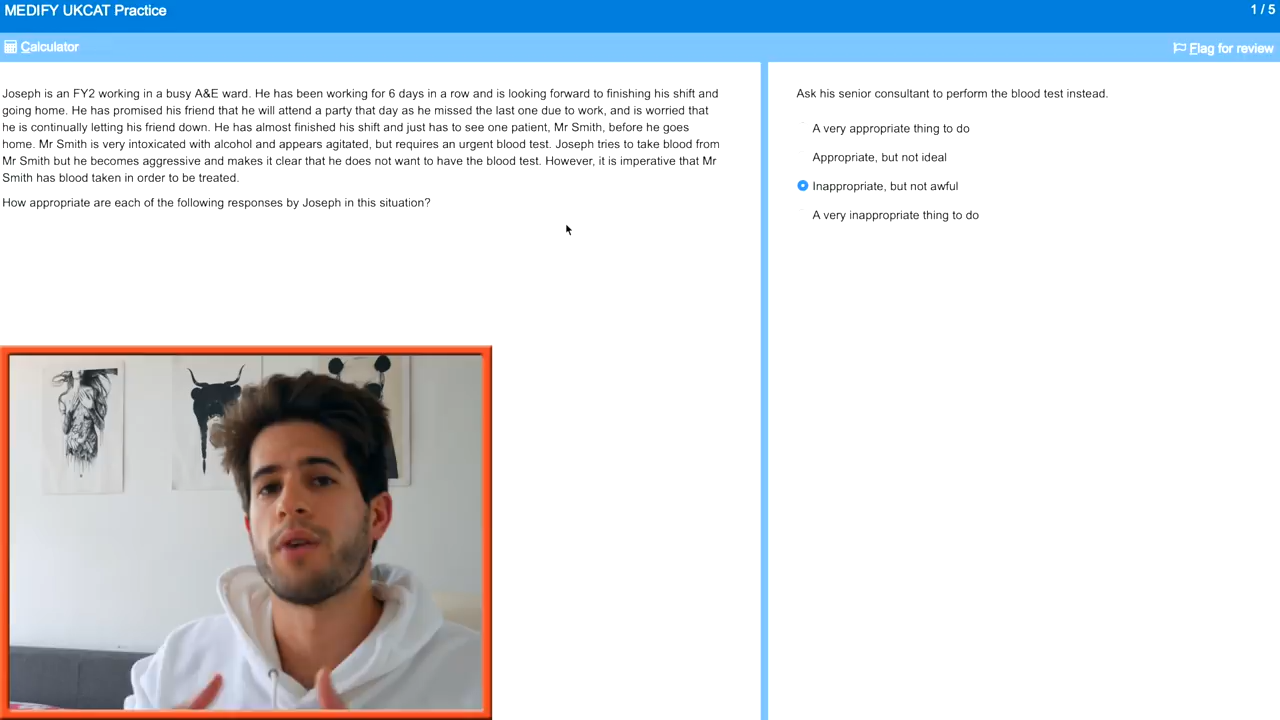 MEDIFY UKCAT Practice
1 / 5
Calculator
Flag for review
Joseph is an FY2 working in a busy A&E ward. He has been working for 6 days in a row and is looking forward to finishing his shift and
going home. He has promised his friend that he will attend a party that day as he missed the last one due to work, and is worried that
he is continually letting his friend down. He has almost finished his shift and just has to see one patient, Mr Smith, before he goes
home. Mr Smith is very intoxicated with alcohol and appears agitated, but requires an urgent blood test. Joseph tries to take blood from
Mr Smith but he becomes aggressive and makes it clear that he does not want to have the blood test. However, it is imperative that Mr
Smith has blood taken in order to be treated.
How appropriate are each of the following responses by Joseph in this situation?
Ask his senior consultant to perform the blood test instead.
A very appropriate thing to do
Appropriate, but not ideal
Inappropriate, but not awful
A very inappropriate thing to do